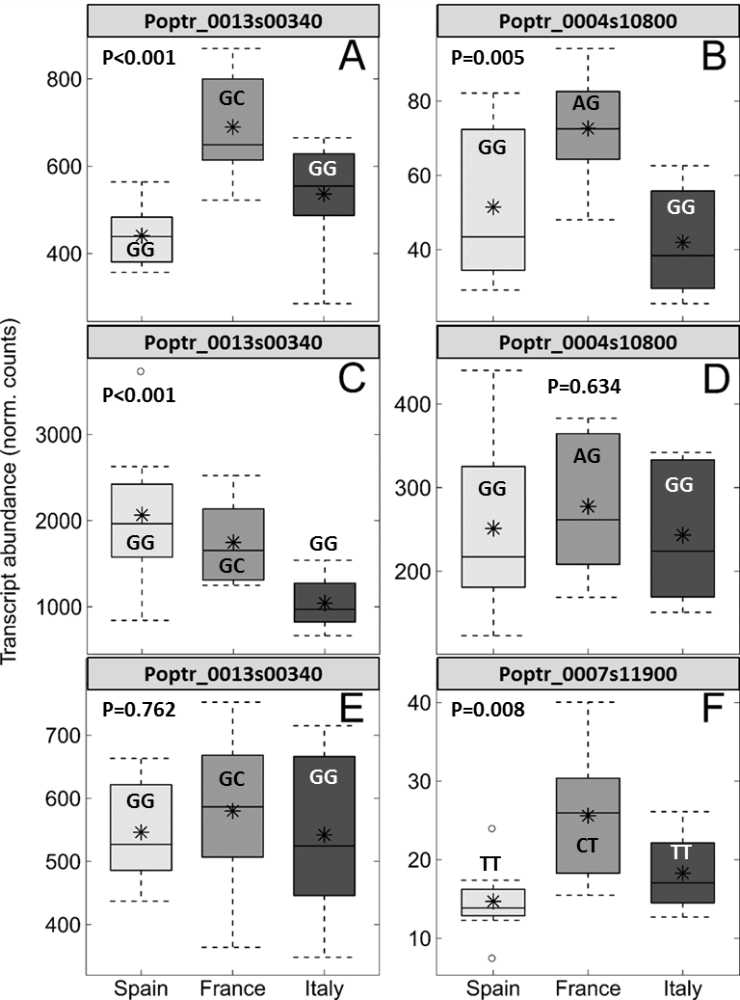 Transcript abundance (norm. counts)
Poptr_0013s00340
A
P<0.001
800
600
400
GG
GC
GG
Poptr_0004s10800
B
P=0.005
80
60
40
GG
AG
GG
Poptr_0013s00340
C
P<0.001
3000
2000
1000
GG
GC
GG
Poptr_0004s10800
D
P=0.634
400
300
200
GG
AG
GG
Poptr_0013s00340
E
P=0.762
700
600
500
400
GG
GC
GG
Spain France Italy
Poptr_0007s11900
F
P=0.008
40
30
20
10
TT
CT
TT
Spain France Italy